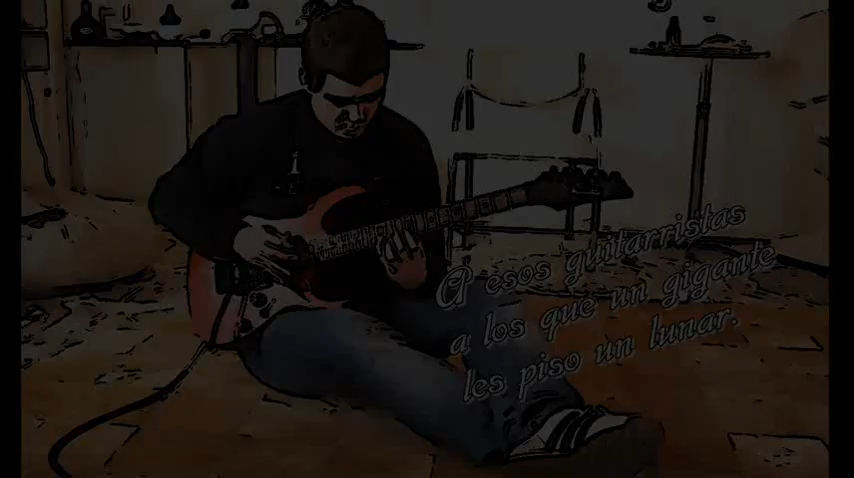 A esos guitarristas
a los que un gigante
les piso un lunar.